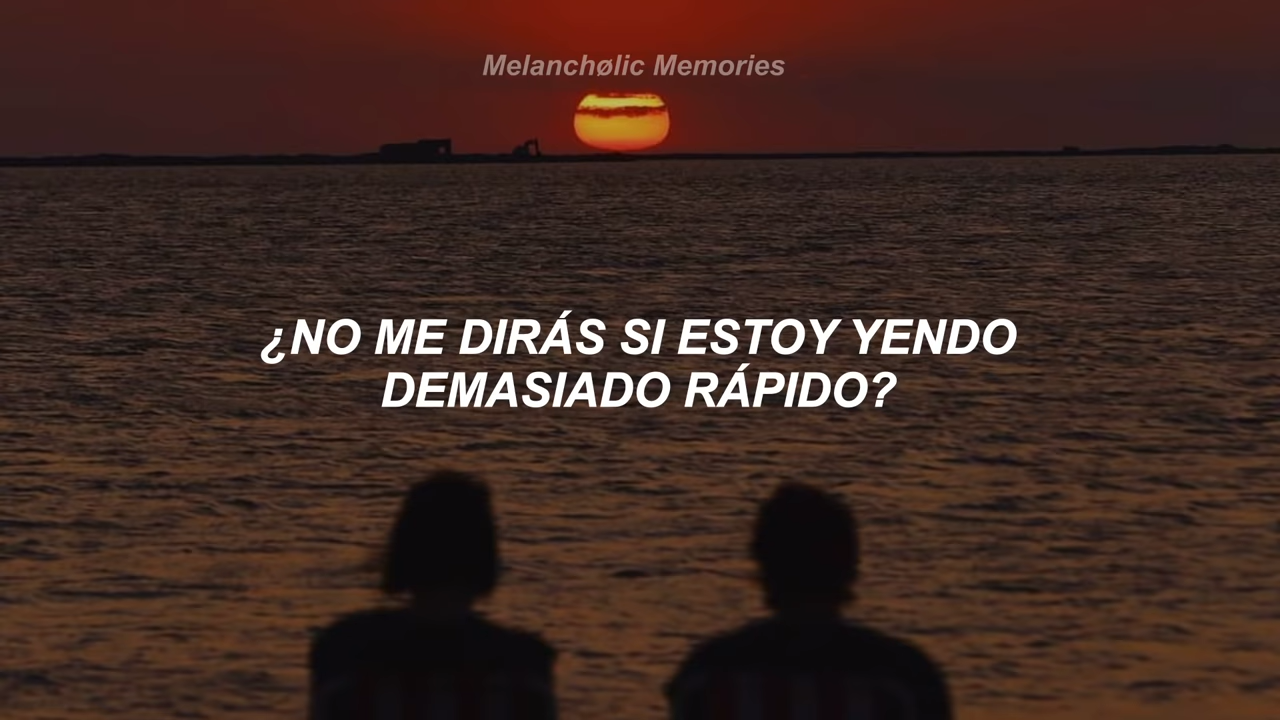 Melanchølic Memories
¿NO ME DIRÁS SI ESTOY YENDO
DEMASIADO RÁPIDO?